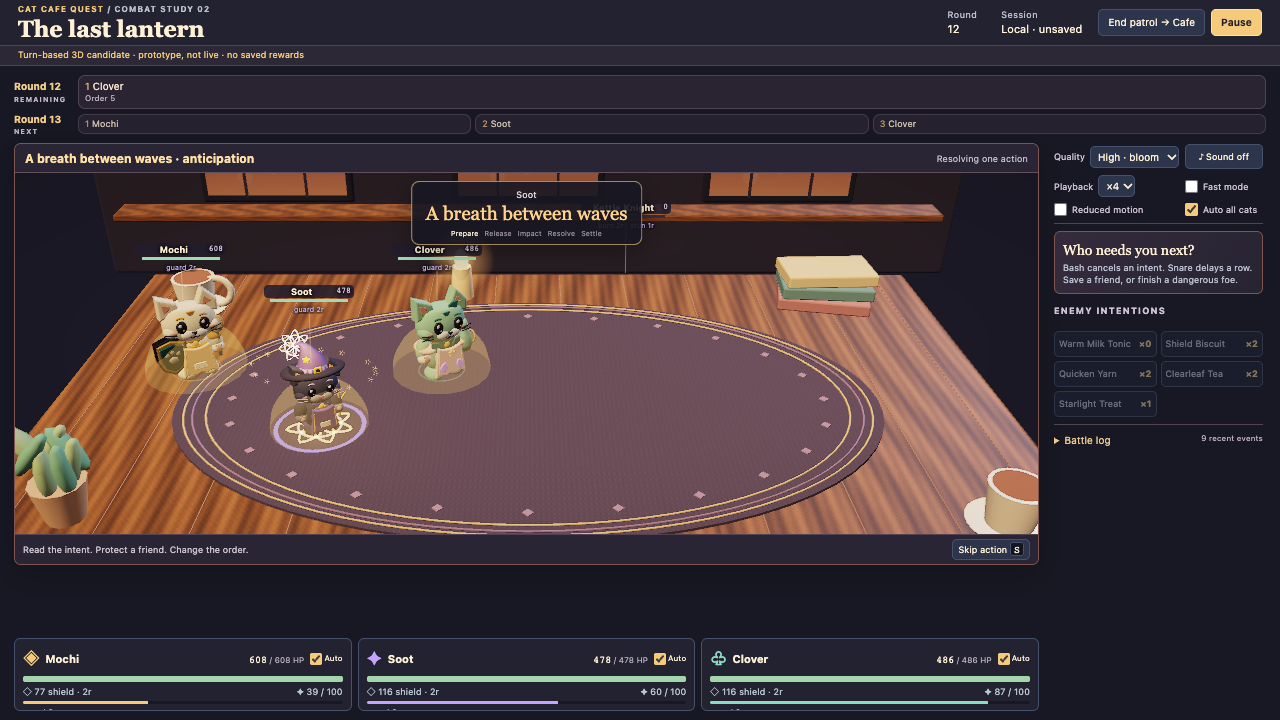 CAT CAFE QUEST / COMBAT STUDY 02
The last lantern
Round
12
Session
Local · unsaved
End patrol → Cafe
Pause
Turn-based 3D candidate · prototype, not live · no saved rewards
Round 12
REMAINING
1 Clover
Order 5
Round 13
NEXT
1 Mochi
2 Soot
3 Clover
A breath between waves · anticipation
Resolving one action
Soot
A breath between waves
Prepare Release Impact Resolve Settle
0
Mochi 608
guard 2r
Clover 486
guard 2r
Soot 478
guard 2r
Read the intent. Protect a friend. Change the order.
Skip action S
Quality High · bloom ♪ Sound off
Playback ×4 Fast mode
Reduced motion Auto all cats
Who needs you next?
Bash cancels an intent. Snare delays a row.
Save a friend, or finish a dangerous foe.
ENEMY INTENTIONS
Warm Milk Tonic ×0
Shield Biscuit ×2
Quicken Yarn ×2
Clearleaf Tea ×2
Starlight Treat ×1
Battle log
9 recent events
Mochi 608 / 608 HP Auto
77 shield · 2r 39 / 100
Soot 478 / 478 HP Auto
116 shield · 2r 60 / 100
Clover 486 / 486 HP Auto
116 shield · 2r 87 / 100